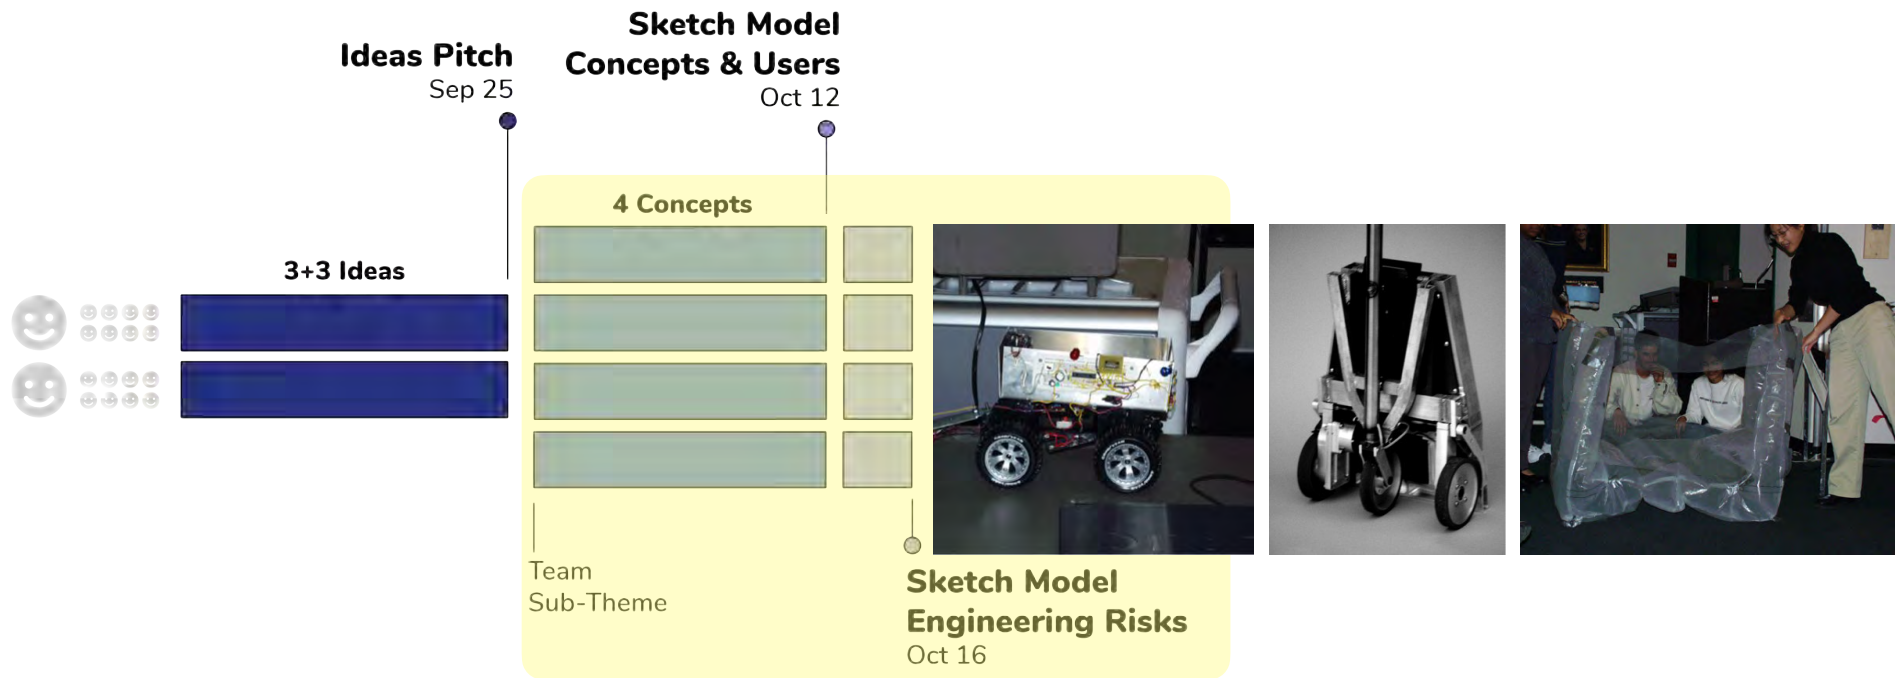 Ideas Pitch
Sep 25
Sketch Model
Concepts & Users
Oct 12
3+3 Ideas
4 Concepts
Team
Sub-Theme
Sketch Model
Engineering Risks
Oct 16